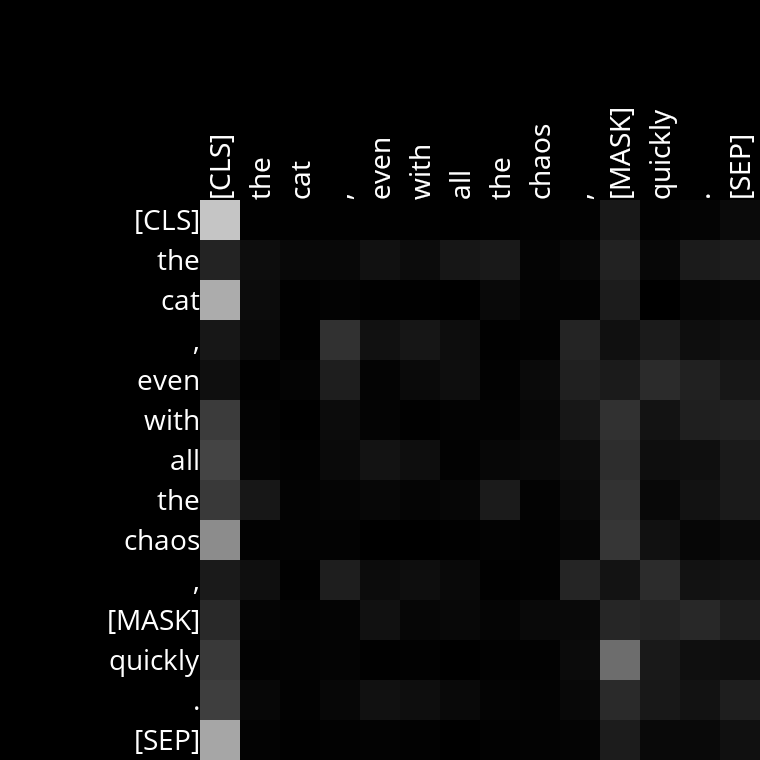 [CLS] the cat , even with all the chaos , [MASK] quickly . [SEP]
[CLS]
the
cat
,
even
with
all
the
chaos
,
[MASK]
quickly
.
[SEP]